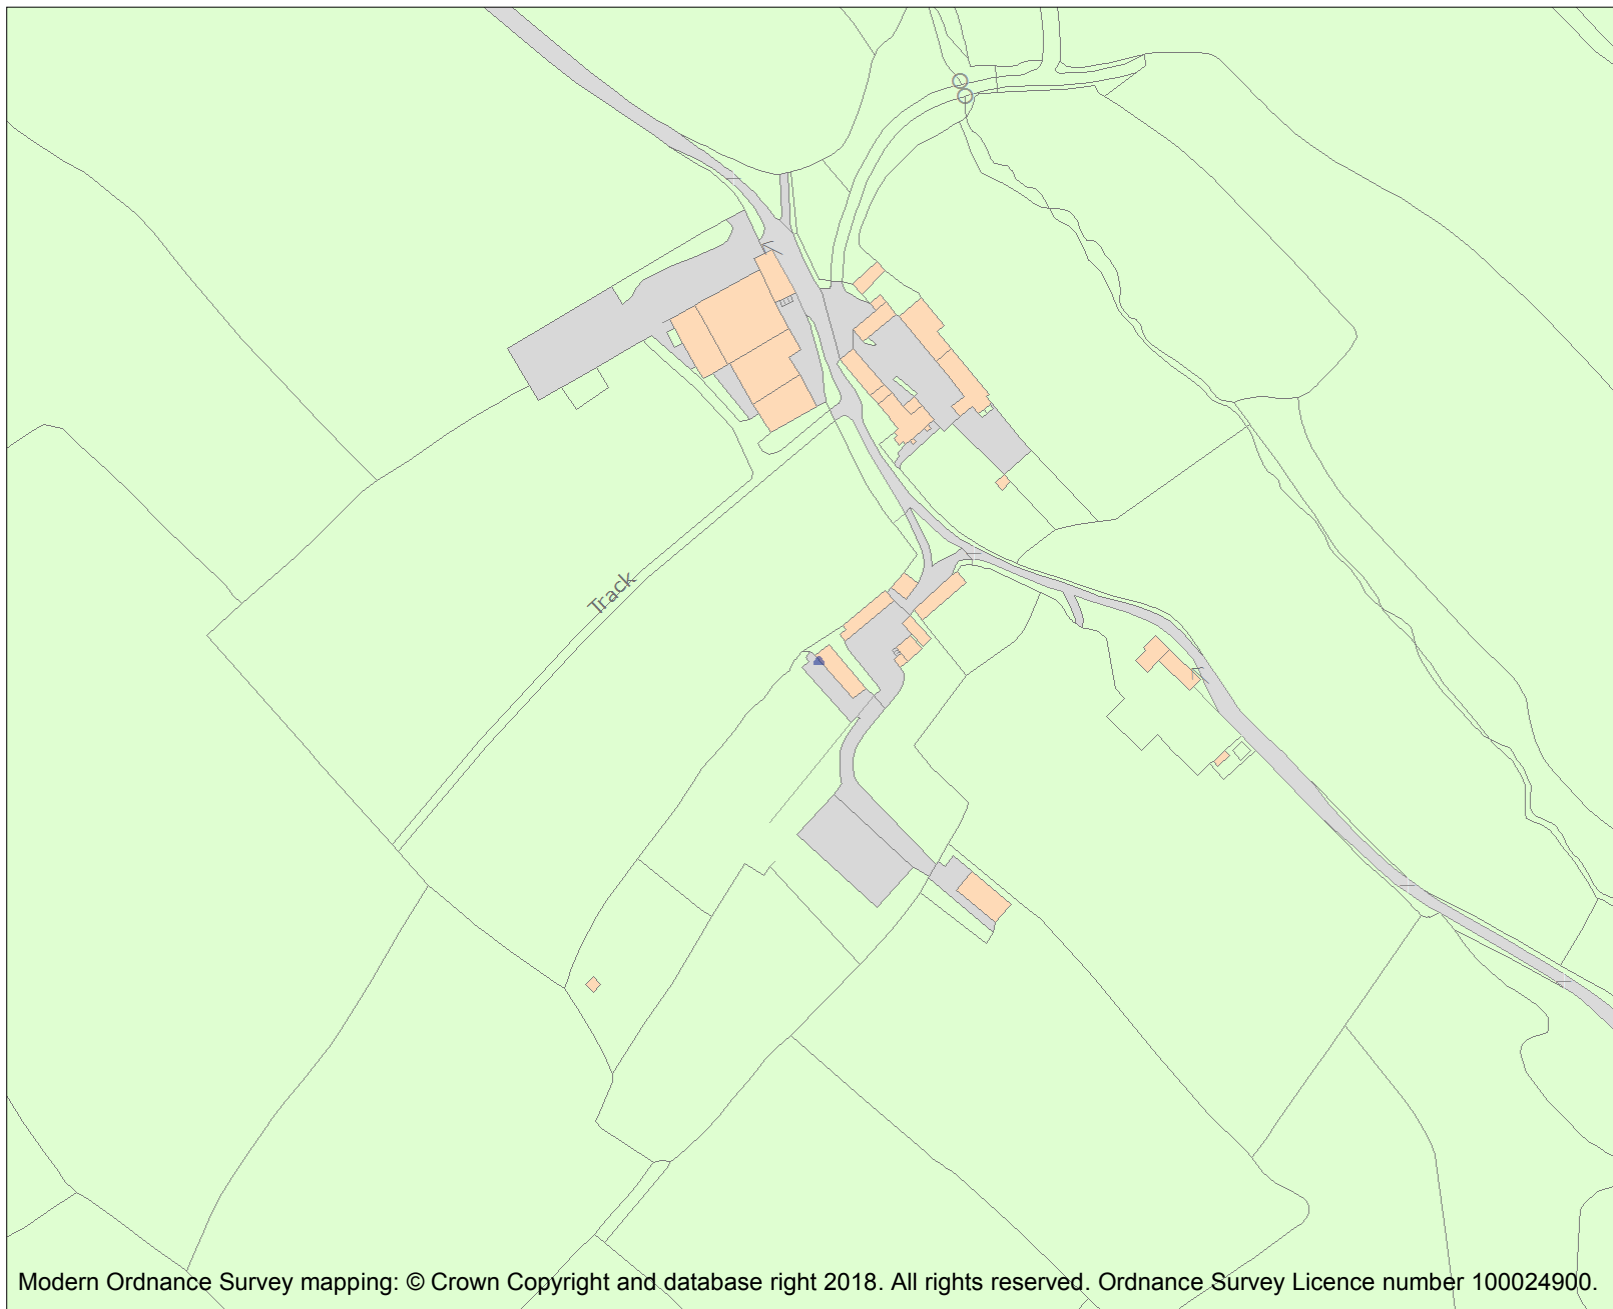 Track
Modern Ordnance Survey mapping: © Crown Copyright and database right 2018. All rights reserved. Ordnance Survey Licence number 100024900.